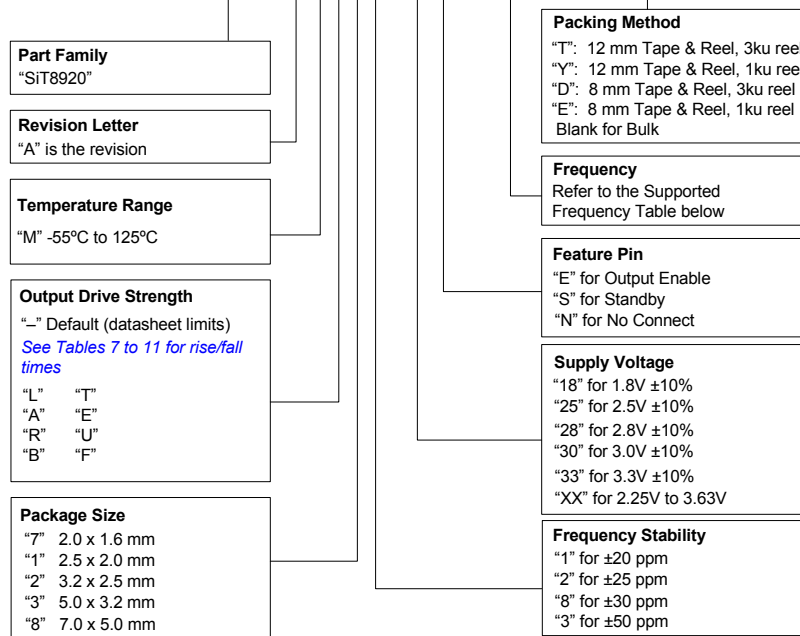 Part Family
“SiT8920”
Revision Letter
“A” is the revision
Temperature Range
“M” -55ºC to 125ºC
Output Drive Strength
“–” Default (datasheet limits)
See Tables 7 to 11 for rise/fall
times
“L” “T”
“A” “E”
“R” “U”
“B” “F”
Package Size
“7” 2.0 x 1.6 mm
“1” 2.5 x 2.0 mm
“2” 3.2 x 2.5 mm
“3” 5.0 x 3.2 mm
“8” 7.0 x 5.0 mm
Packing Method
“T”: 12 mm Tape & Reel, 3ku reel
“Y”: 12 mm Tape & Reel, 1ku reel
“D”: 8 mm Tape & Reel, 3ku reel
“E”: 8 mm Tape & Reel, 1ku reel
Blank for Bulk
Frequency
Refer to the Supported
Frequency Table below
Feature Pin
“E” for Output Enable
“S” for Standby
“N” for No Connect
Supply Voltage
“18” for 1.8V ±10%
“25” for 2.5V ±10%
“28” for 2.8V ±10%
“30” for 3.0V ±10%
“33” for 3.3V ±10%
“XX” for 2.25V to 3.63V
Frequency Stability
“1” for ±20 ppm
“2” for ±25 ppm
“8” for ±30 ppm
“3” for ±50 ppm